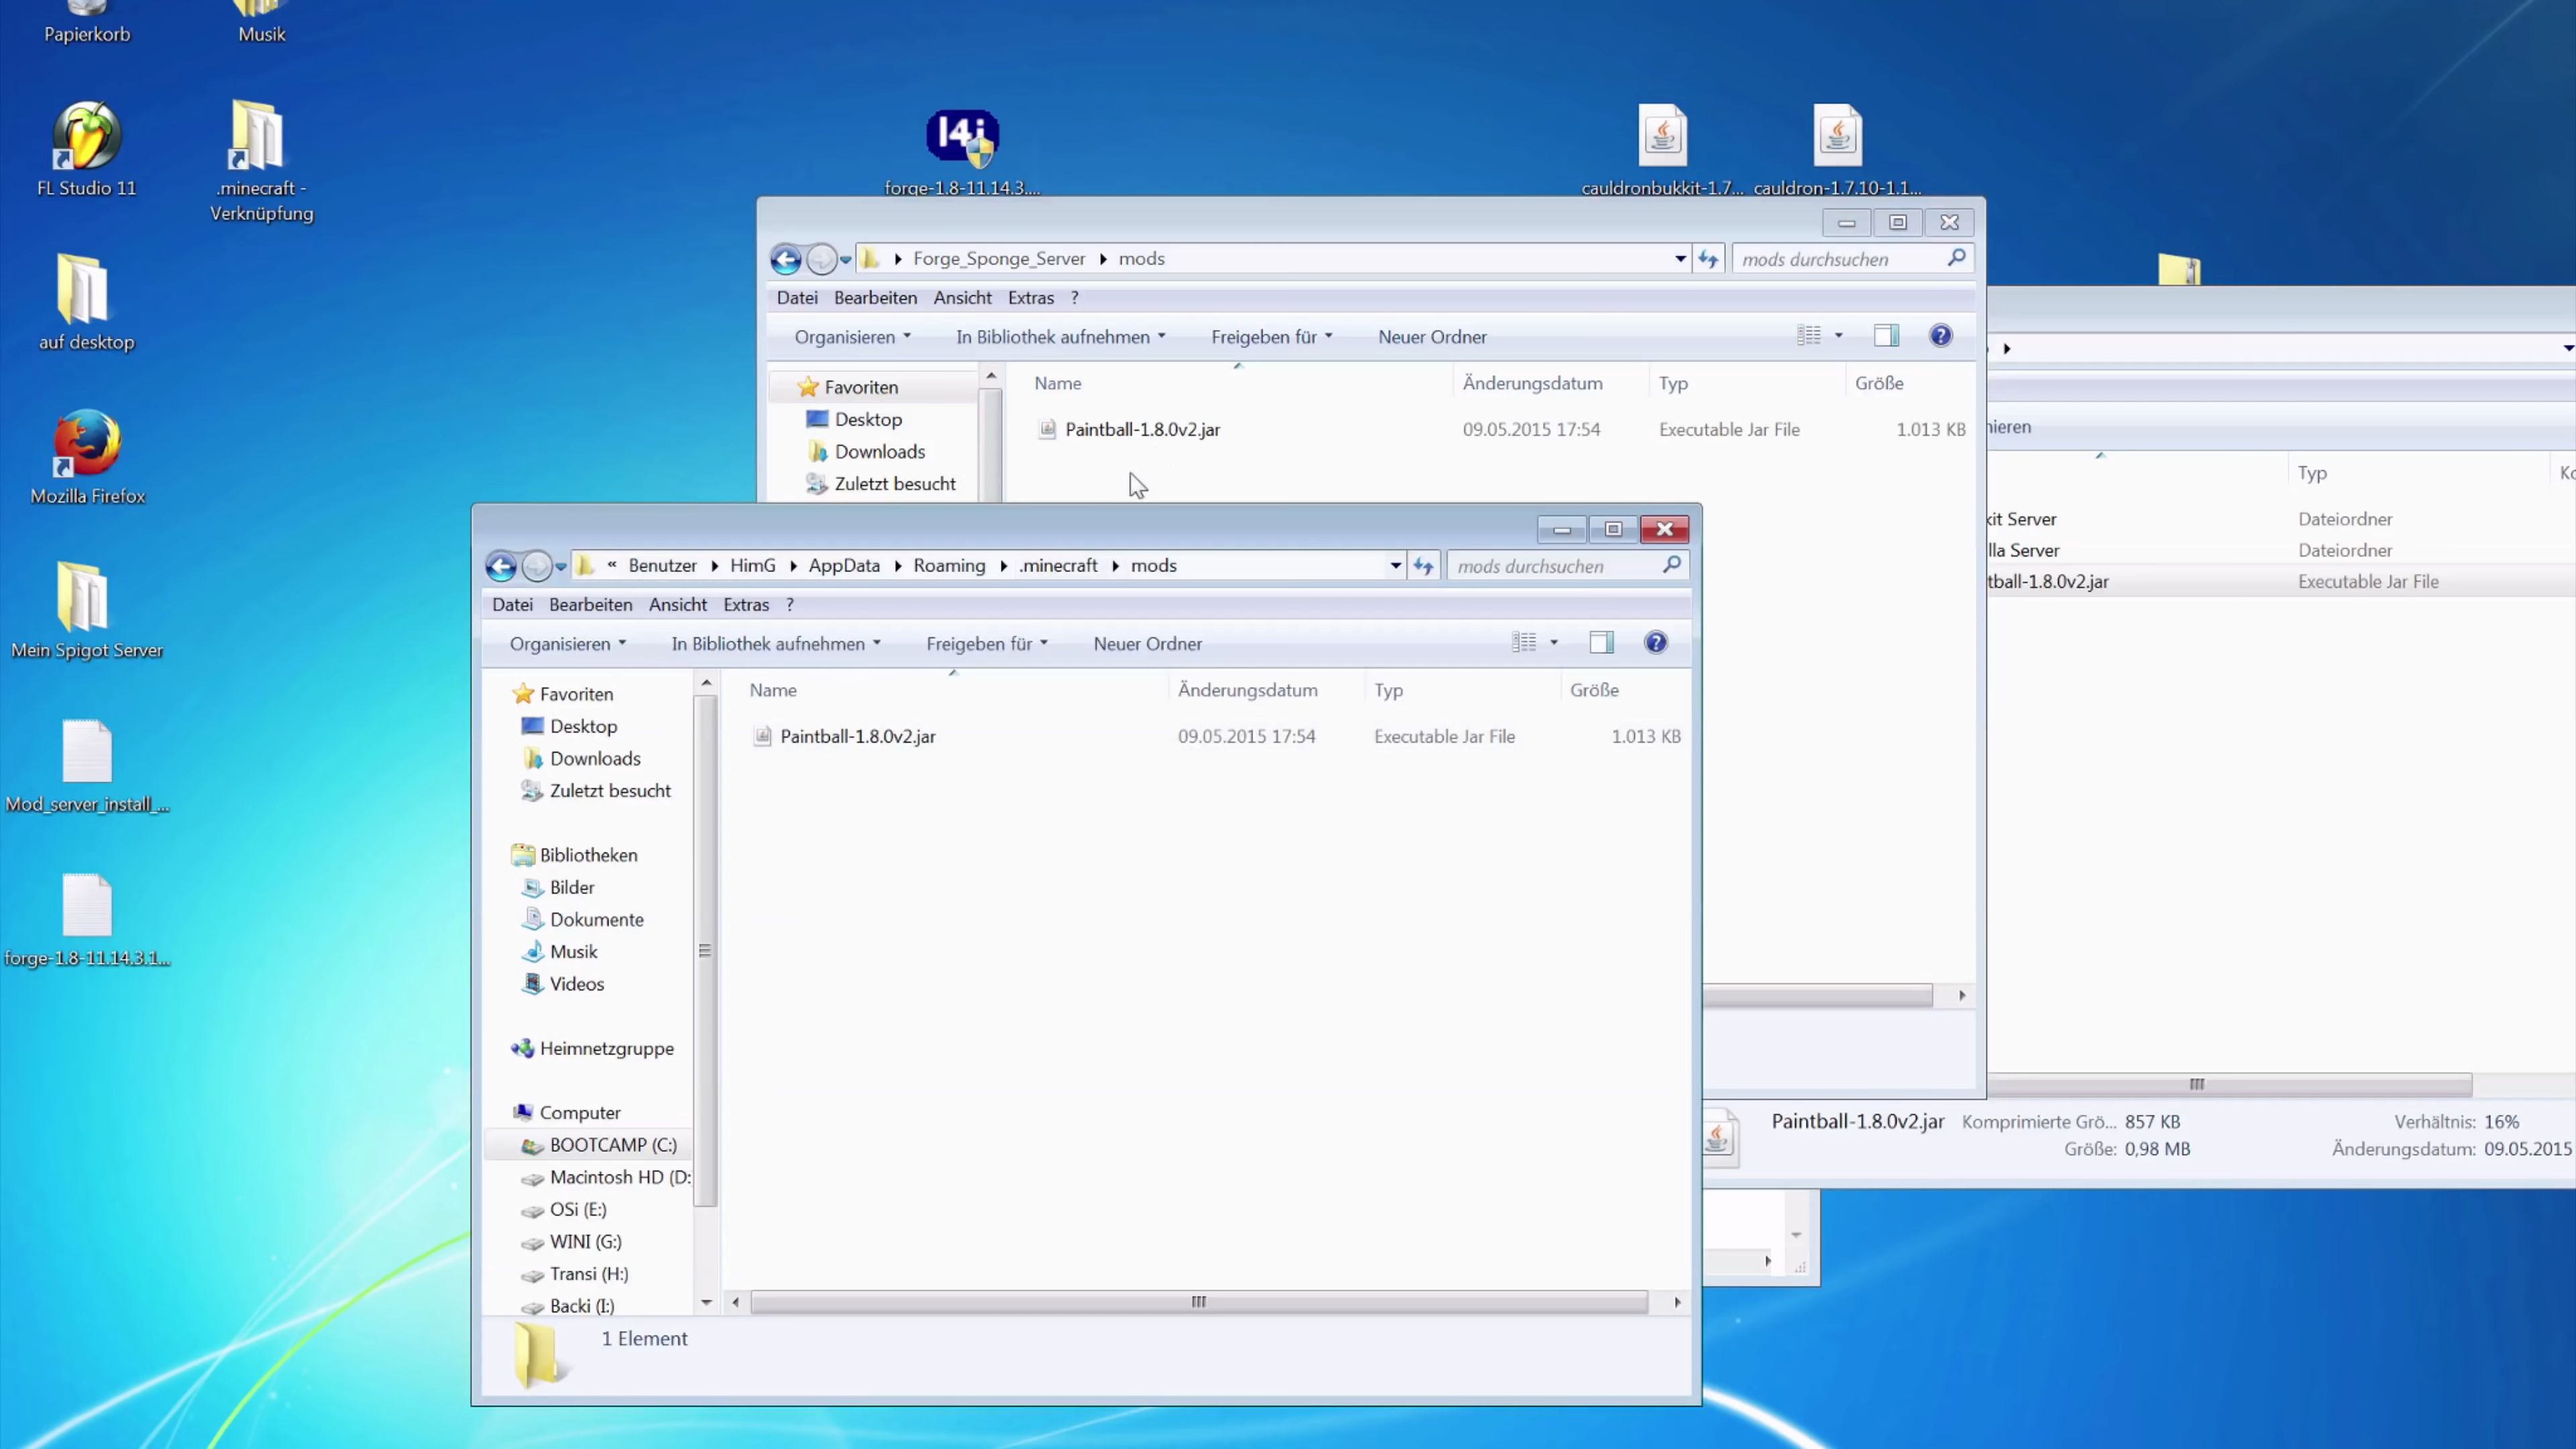 Papierkorb
Musik
FL Studio 11
.minecraft -
Verknüpfung
auf desktop
Mozilla Firefox
Mein Spigot Server
Mod_server_install_...
forge-1.8-11.14.3.1...
l4j
forge-1.8-11.14.3....
cauldronbukkit-1.7...
cauldron-1.7.10-1.1...
Forge_Sponge_Server
mods
mods durchsuchen
Datei Bearbeiten Ansicht Extras ?
Organisieren In Bibliothek aufnehmen Freigeben für Neuer Ordner
Favoriten
Desktop
Downloads
Zuletzt besucht
Name Änderungsdatum Typ Größe
Paintball-1.8.0v2.jar 09.05.2015 17:54 Executable Jar File 1.013 KB
« Benutzer HimG AppData Roaming .minecraft mods
mods durchsuchen
Datei Bearbeiten Ansicht Extras ?
Organisieren In Bibliothek aufnehmen Freigeben für Neuer Ordner
Favoriten
Desktop
Downloads
Zuletzt besucht
Bibliotheken
Bilder
Dokumente
Musik
Videos
Heimnetzgruppe
Computer
BOOTCAMP (C:)
Macintosh HD (D:
OSi (E:)
WINI (G:)
Transi (H:)
Backi (I:)
Name Änderungsdatum Typ Größe
Paintball-1.8.0v2.jar 09.05.2015 17:54 Executable Jar File 1.013 KB
1 Element
ieren
Typ
kit Server Dateiordner
lla Server Dateiordner
tball-1.8.0v2.jar Executable Jar File
Paintball-1.8.0v2.jar Komprimierte Grö... 857 KB Verhältnis: 16%
Größe: 0,98 MB Änderungsdatum: 09.05.2015